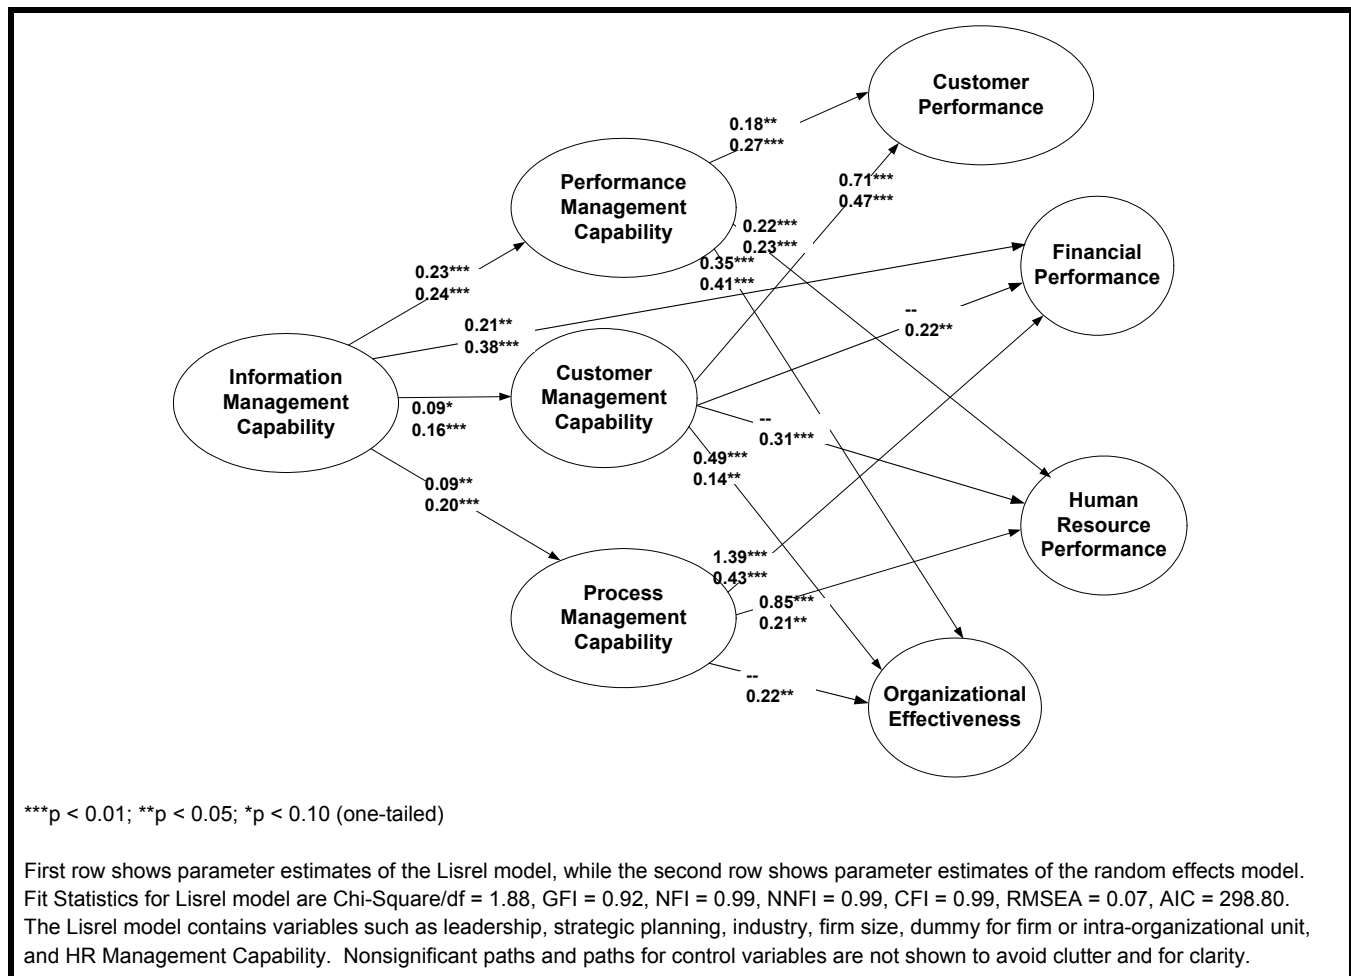 Customer
Performance
0.18**
0.27***
Performance
Management
Capability
0.71***
0.47***
0.22***
0.23***
0.35***
0.41***
Financial
Performance
0.23***
0.24***
0.21**
0.38***
--
0.22**
Information
Management
Capability
Customer
Management
Capability
0.09*
0.16***
--
0.31***
0.49***
0.14**
0.09**
0.20***
Human
Resource
Performance
1.39***
0.43***
0.85***
0.21**
Process
Management
Capability
--
0.22**
Organizational
Effectiveness
***p < 0.01; **p < 0.05; *p < 0.10 (one-tailed)
First row shows parameter estimates of the Lisrel model, while the second row shows parameter estimates of the random effects model.
Fit Statistics for Lisrel model are Chi-Square/df = 1.88, GFI = 0.92, NFI = 0.99, NNFI = 0.99, CFI = 0.99, RMSEA = 0.07, AIC = 298.80.
The Lisrel model contains variables such as leadership, strategic planning, industry, firm size, dummy for firm or intra-organizational unit,
and HR Management Capability.  Nonsignificant paths and paths for control variables are not shown to avoid clutter and for clarity.